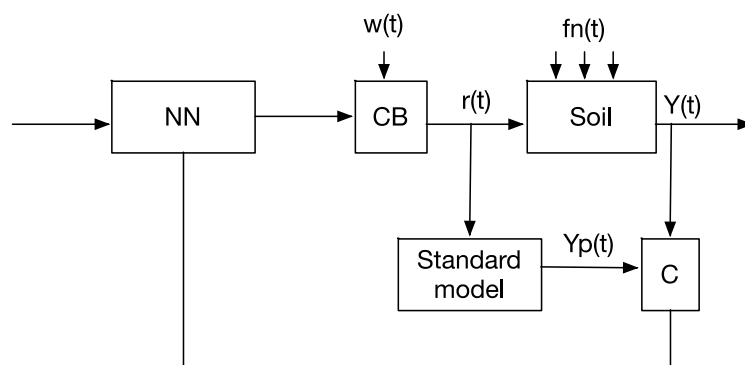 w(t)
fn(t)
NN
CB
r(t)
Soil
Y(t)
Standard
model
Yp(t)
C